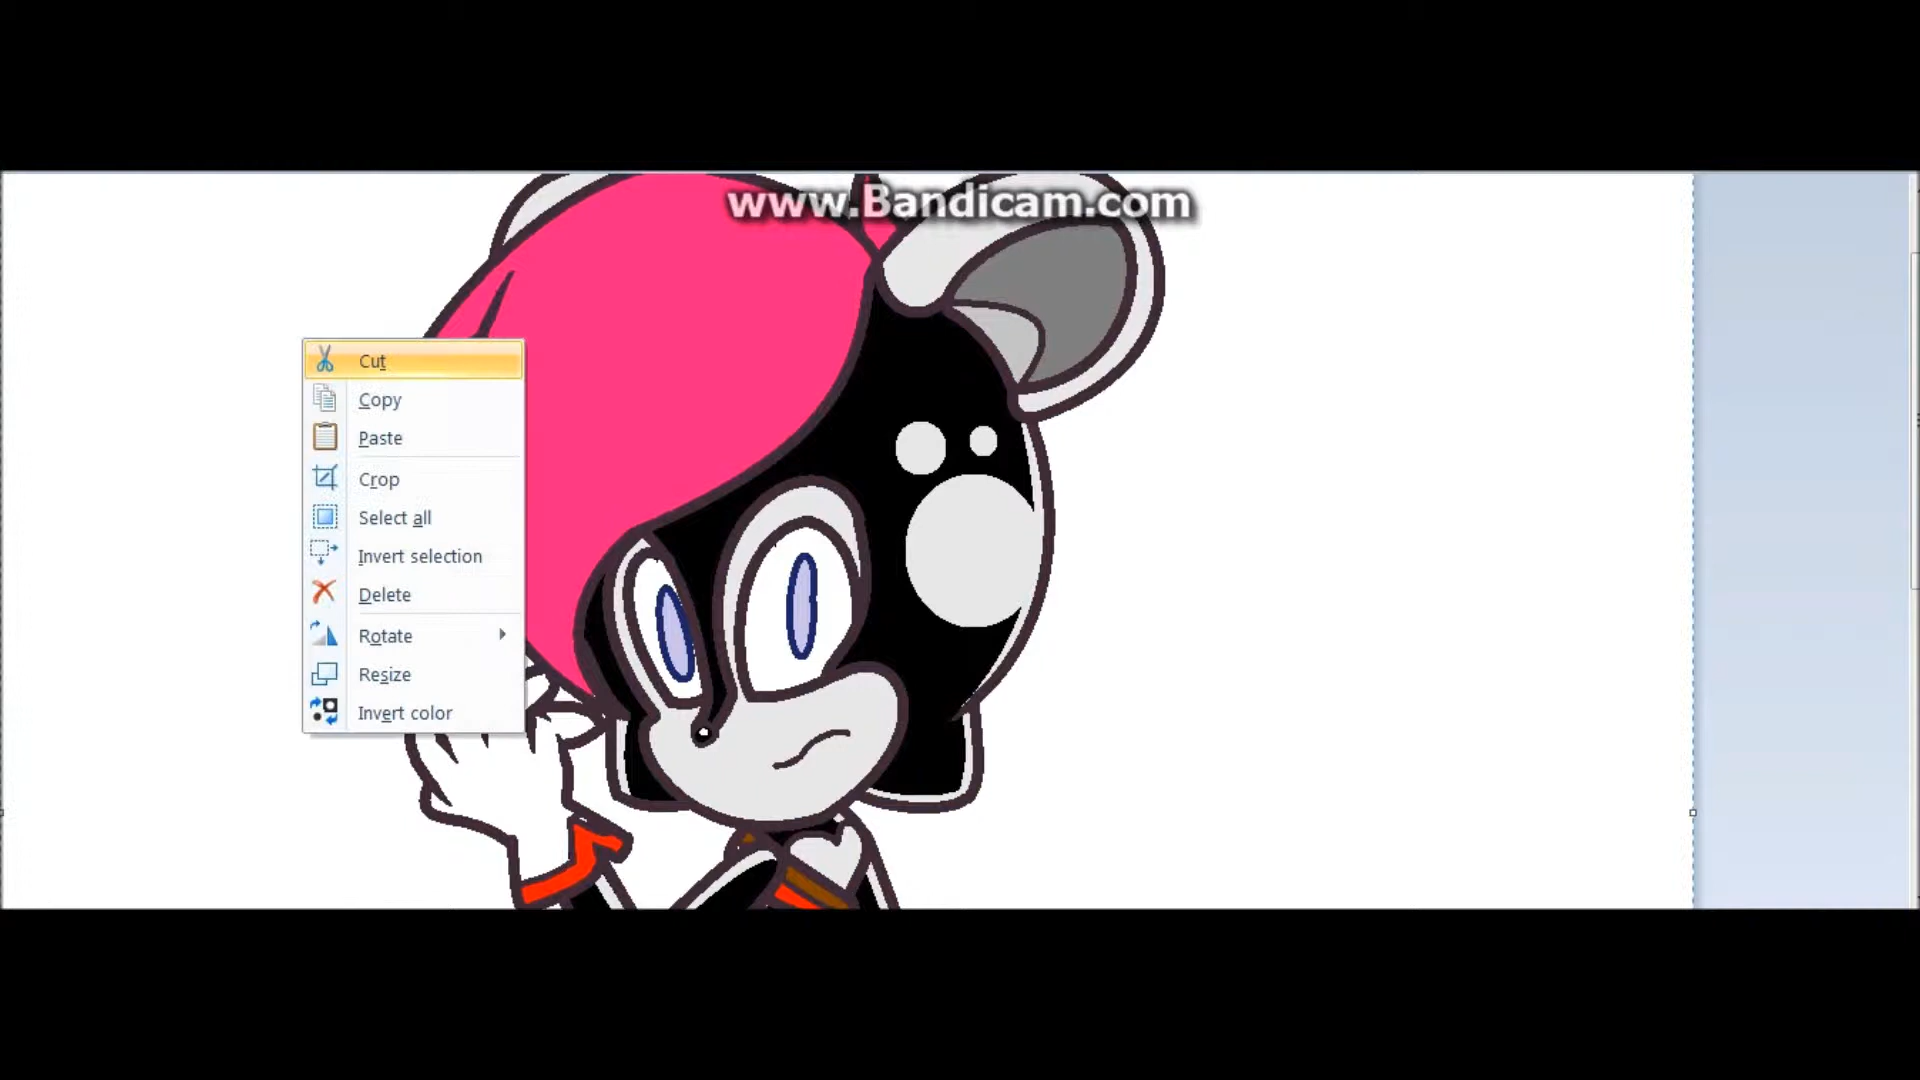 www.Bandicam.com
Cut
Copy
Paste
Crop
Select all
Invert selection
Delete
Rotate
Resize
Invert color